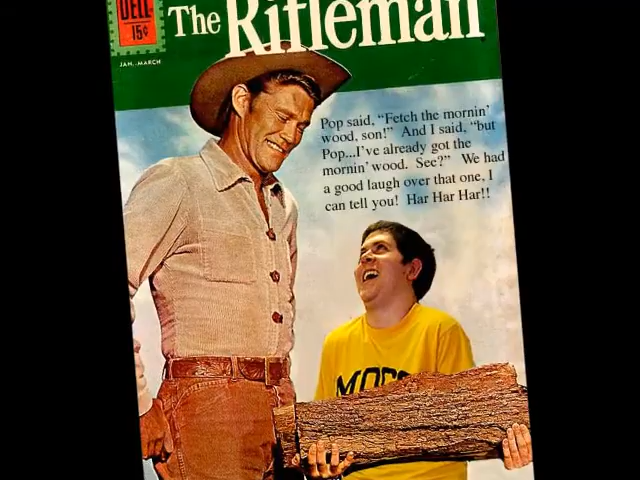 DELL
15¢
JAN.-MARCH
The Rifleman
Pop said, "Fetch the mornin'
wood, son!" And I said, "but
Pop...I've already got the
mornin' wood. See?" We had
a good laugh over that one, I
can tell you! Har Har Har!!